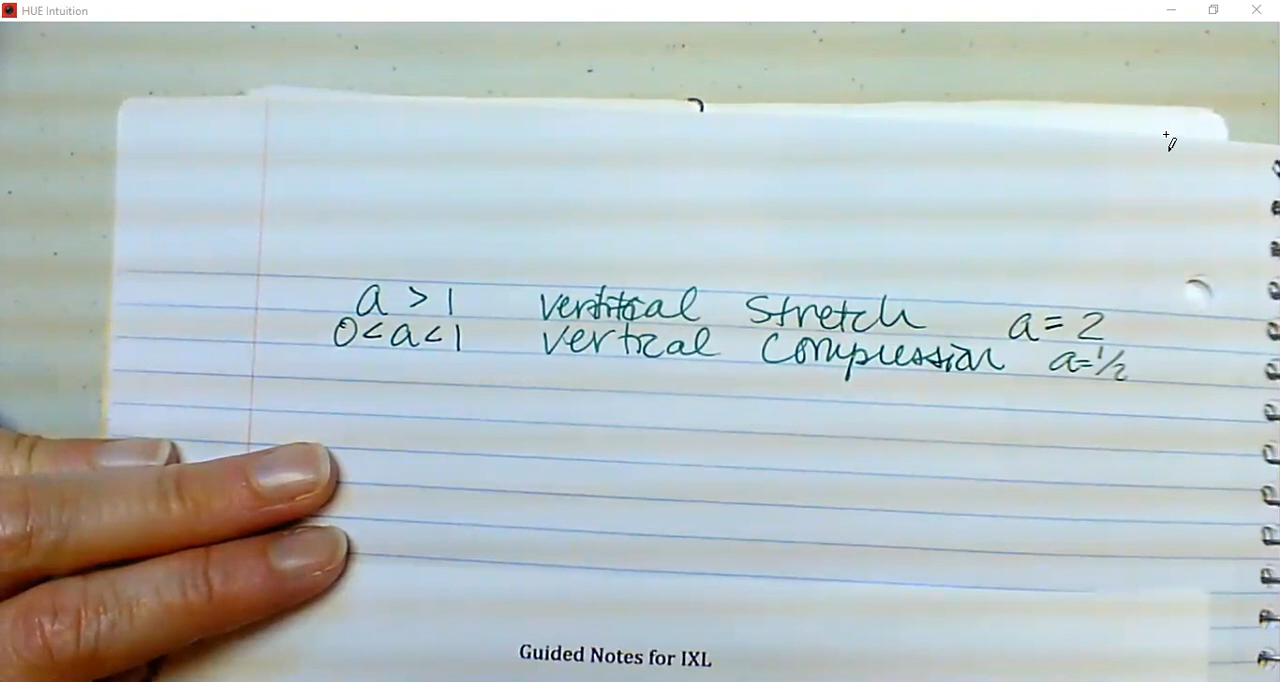 HUE Intuition
a > 1 vertical Stretch a = 2
0 < a < 1 vertical compression a = 1/2
Guided Notes for IXL